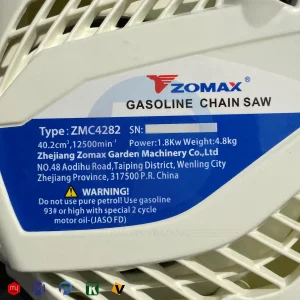 ZOMAX
GASOLINE CHAIN SAW
Type: ZMC4282 SN:
40.2cm³,12500min⁻¹ Power:1.8Kw Weight:4.8kg
Zhejiang Zomax Garden Machinery Co.,Ltd
NO.48 Aodihu Road,Taiping District, Wenling City
Zhejiang Province, 317500 P.R. China
WARNING!
Do not use pure petrol! Use gasoline
93# or high with special 2 cycle
motor oil-(JASO FD)